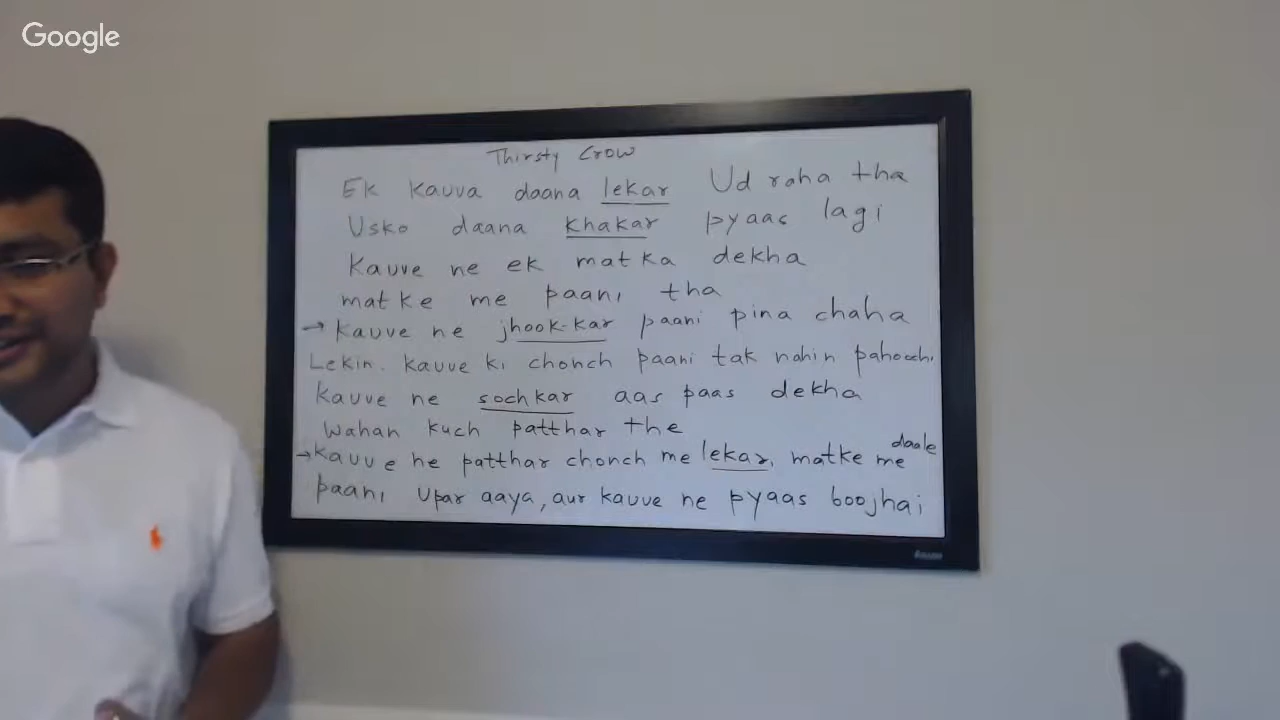 Google
Thirsty Crow
Ek kauva daana lekar Ud raha tha
Usko daana khakar pyaas lagi
Kauve ne ek matka dekha
matke me paani tha
→ Kauve ne jhook-kar paani pina chaha
Lekin. kauve ki chonch paani tak nahin pahochi
Kauve ne sochkar aas paas dekha
Wahan kuch patthar the
→ Kauve ne patthar chonch me lekar, matke me daale
paani upar aaya, aur kauve ne pyaas boojhai